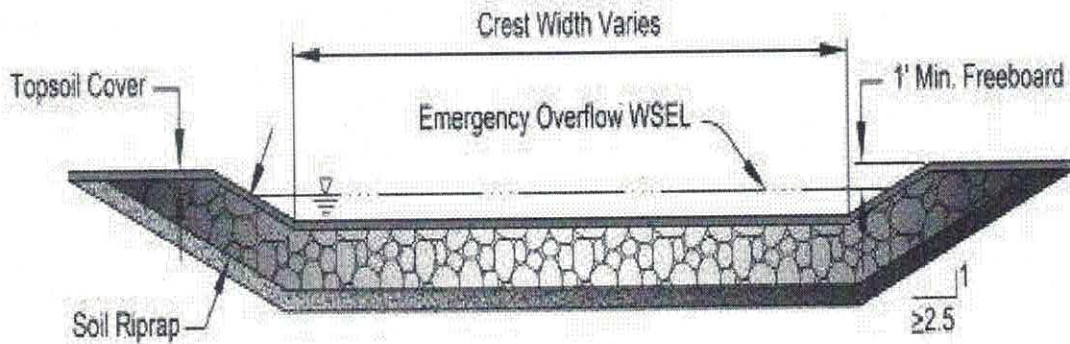 Crest Width Varies
Topsoil Cover
1' Min. Freeboard
Emergency Overflow WSEL
Soil Riprap
1
≥2.5